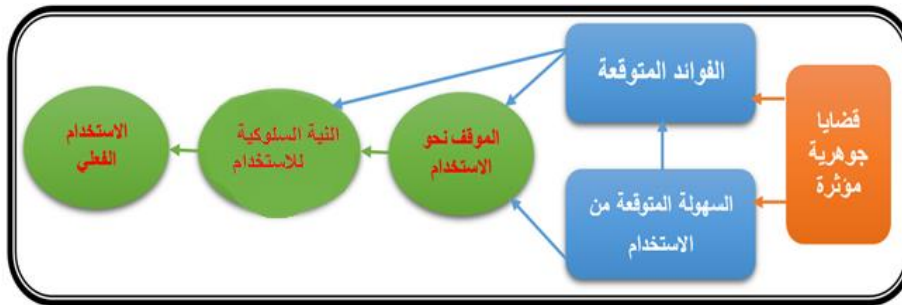 قضايا
جوهرية
مؤثرة
الفوائد المتوقعة
السهولة المتوقعة من
الاستخدام
الموقف نحو
الاستخدام
النية السلوكية
للاستخدام
الاستخدام
الفعلي